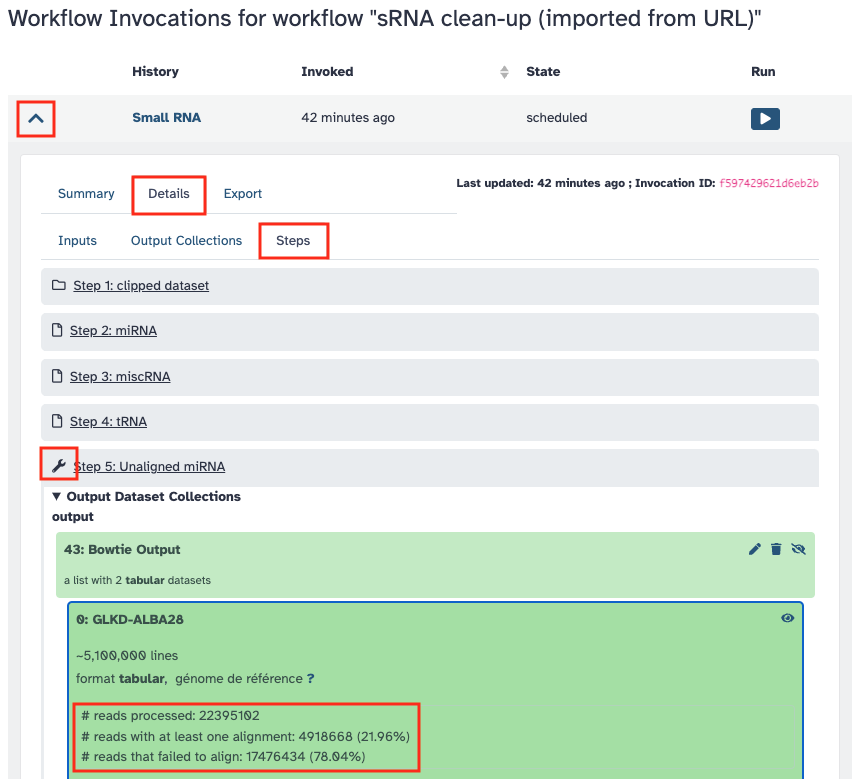 Workflow Invocations for workflow "sRNA clean-up (imported from URL)"
History Invoked State Run
Small RNA 42 minutes ago scheduled
Summary Details Export Last updated: 42 minutes ago ; Invocation ID: f597429621d6eb2b
Inputs Output Collections Steps
Step 1: clipped dataset
Step 2: miRNA
Step 3: miscRNA
Step 4: tRNA
Step 5: Unaligned miRNA
Output Dataset Collections
output
43: Bowtie Output
a list with 2 tabular datasets
0: GLKD-ALBA28
~5,100,000 lines
format tabular, génome de référence ?
# reads processed: 22395102
# reads with at least one alignment: 4918668 (21.96%)
# reads that failed to align: 17476434 (78.04%)